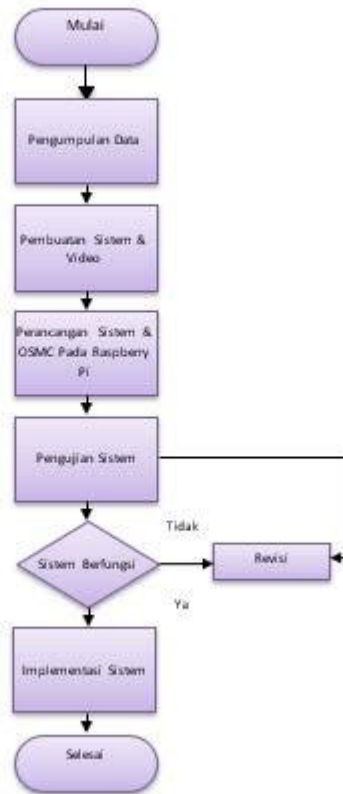 Mulai
Pengumpulan Data
Pembuatan Sistem &
Video
Perancangan Sistem &
OSMC Pada Raspberry
Pi
Pengujian Sistem
Tidak
Sistem Berfungsi
Revisi
Ya
Implementasi Sistem
Selesai